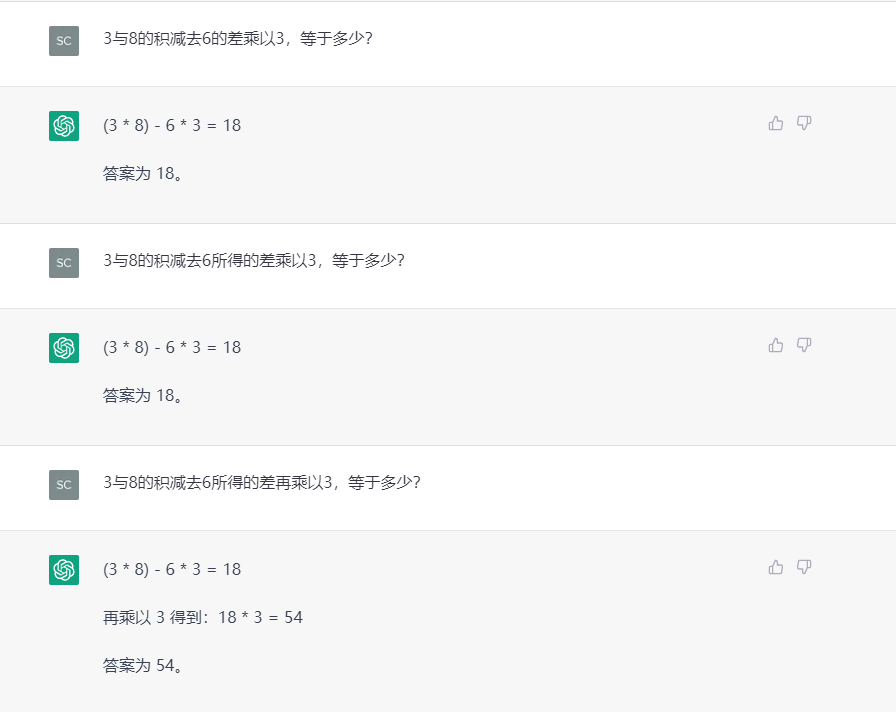 SC
3与8的积减去6的差乘以3，等于多少？
(3 * 8) - 6 * 3 = 18
答案为 18。
SC
3与8的积减去6所得的差乘以3，等于多少？
(3 * 8) - 6 * 3 = 18
答案为 18。
SC
3与8的积减去6所得的差再乘以3，等于多少？
(3 * 8) - 6 * 3 = 18
再乘以 3 得到：18 * 3 = 54
答案为 54。